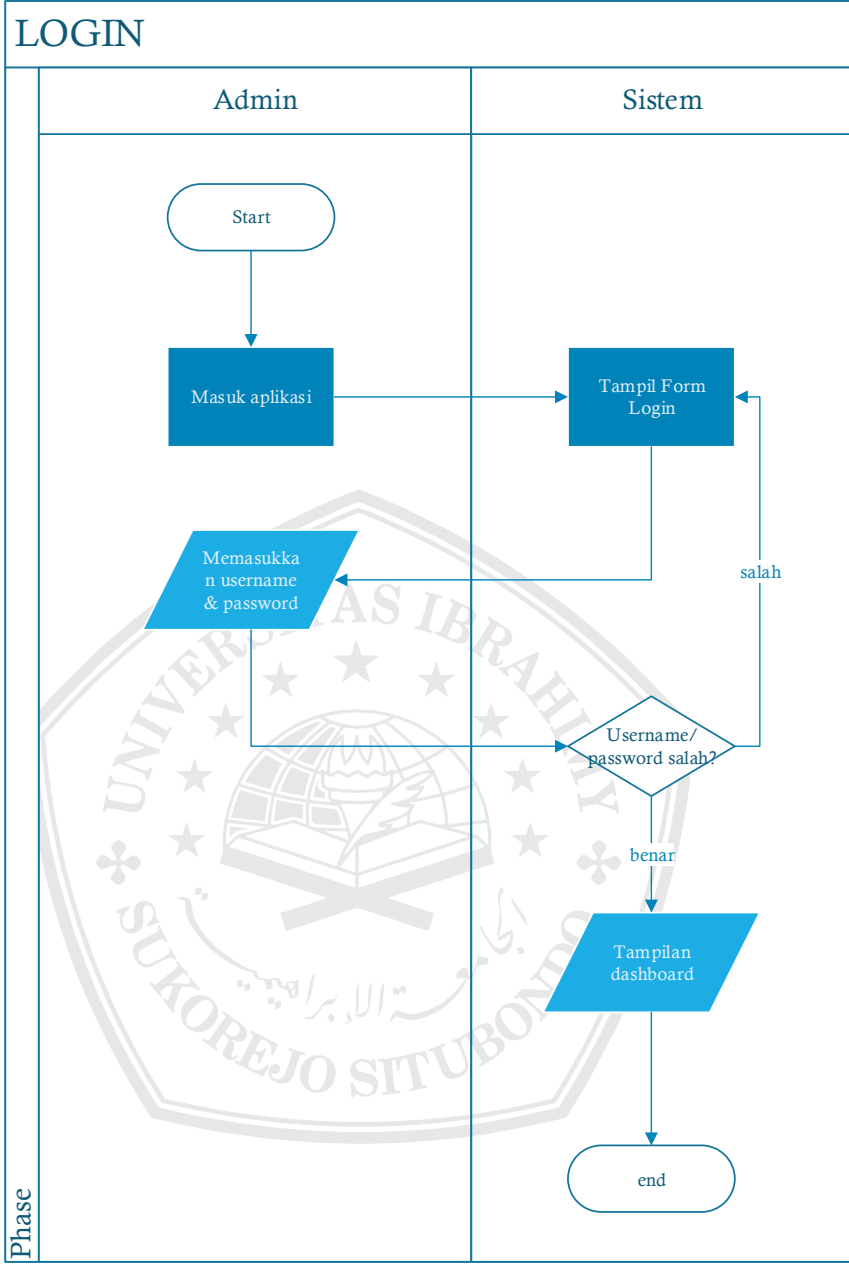 LOGIN
Admin
Sistem
Start
Masuk aplikasi
Tampil Form
Login
Memasukka
n username
& password
salah
Username/
password salah?
benar
Tampilan
dashboard
end
Phase
UNIVERSITAS IBRAHIMY
SUKOREJO SITUBONDO